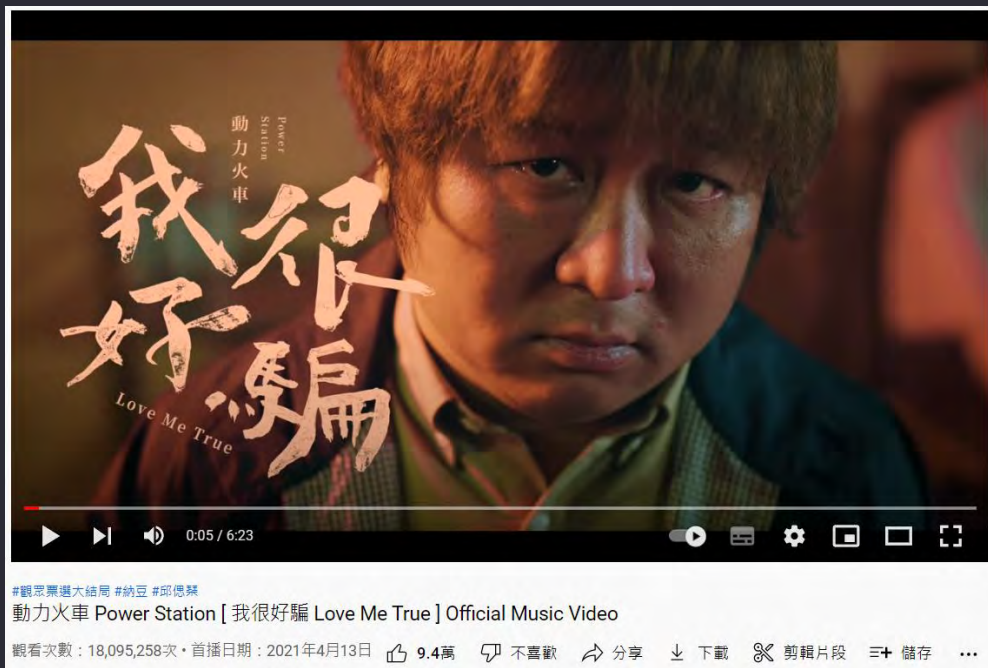 動力火車
Power
Station
我很
好騙
Love Me True
0:05 / 6:23
#觀眾票選大結局 #納豆 #邱偲琹
動力火車 Power Station [ 我很好騙 Love Me True ] Official Music Video
觀看次數：18,095,258次 • 首播日期：2021年4月13日 9.4萬 不喜歡 分享 下載 剪輯片段 儲存